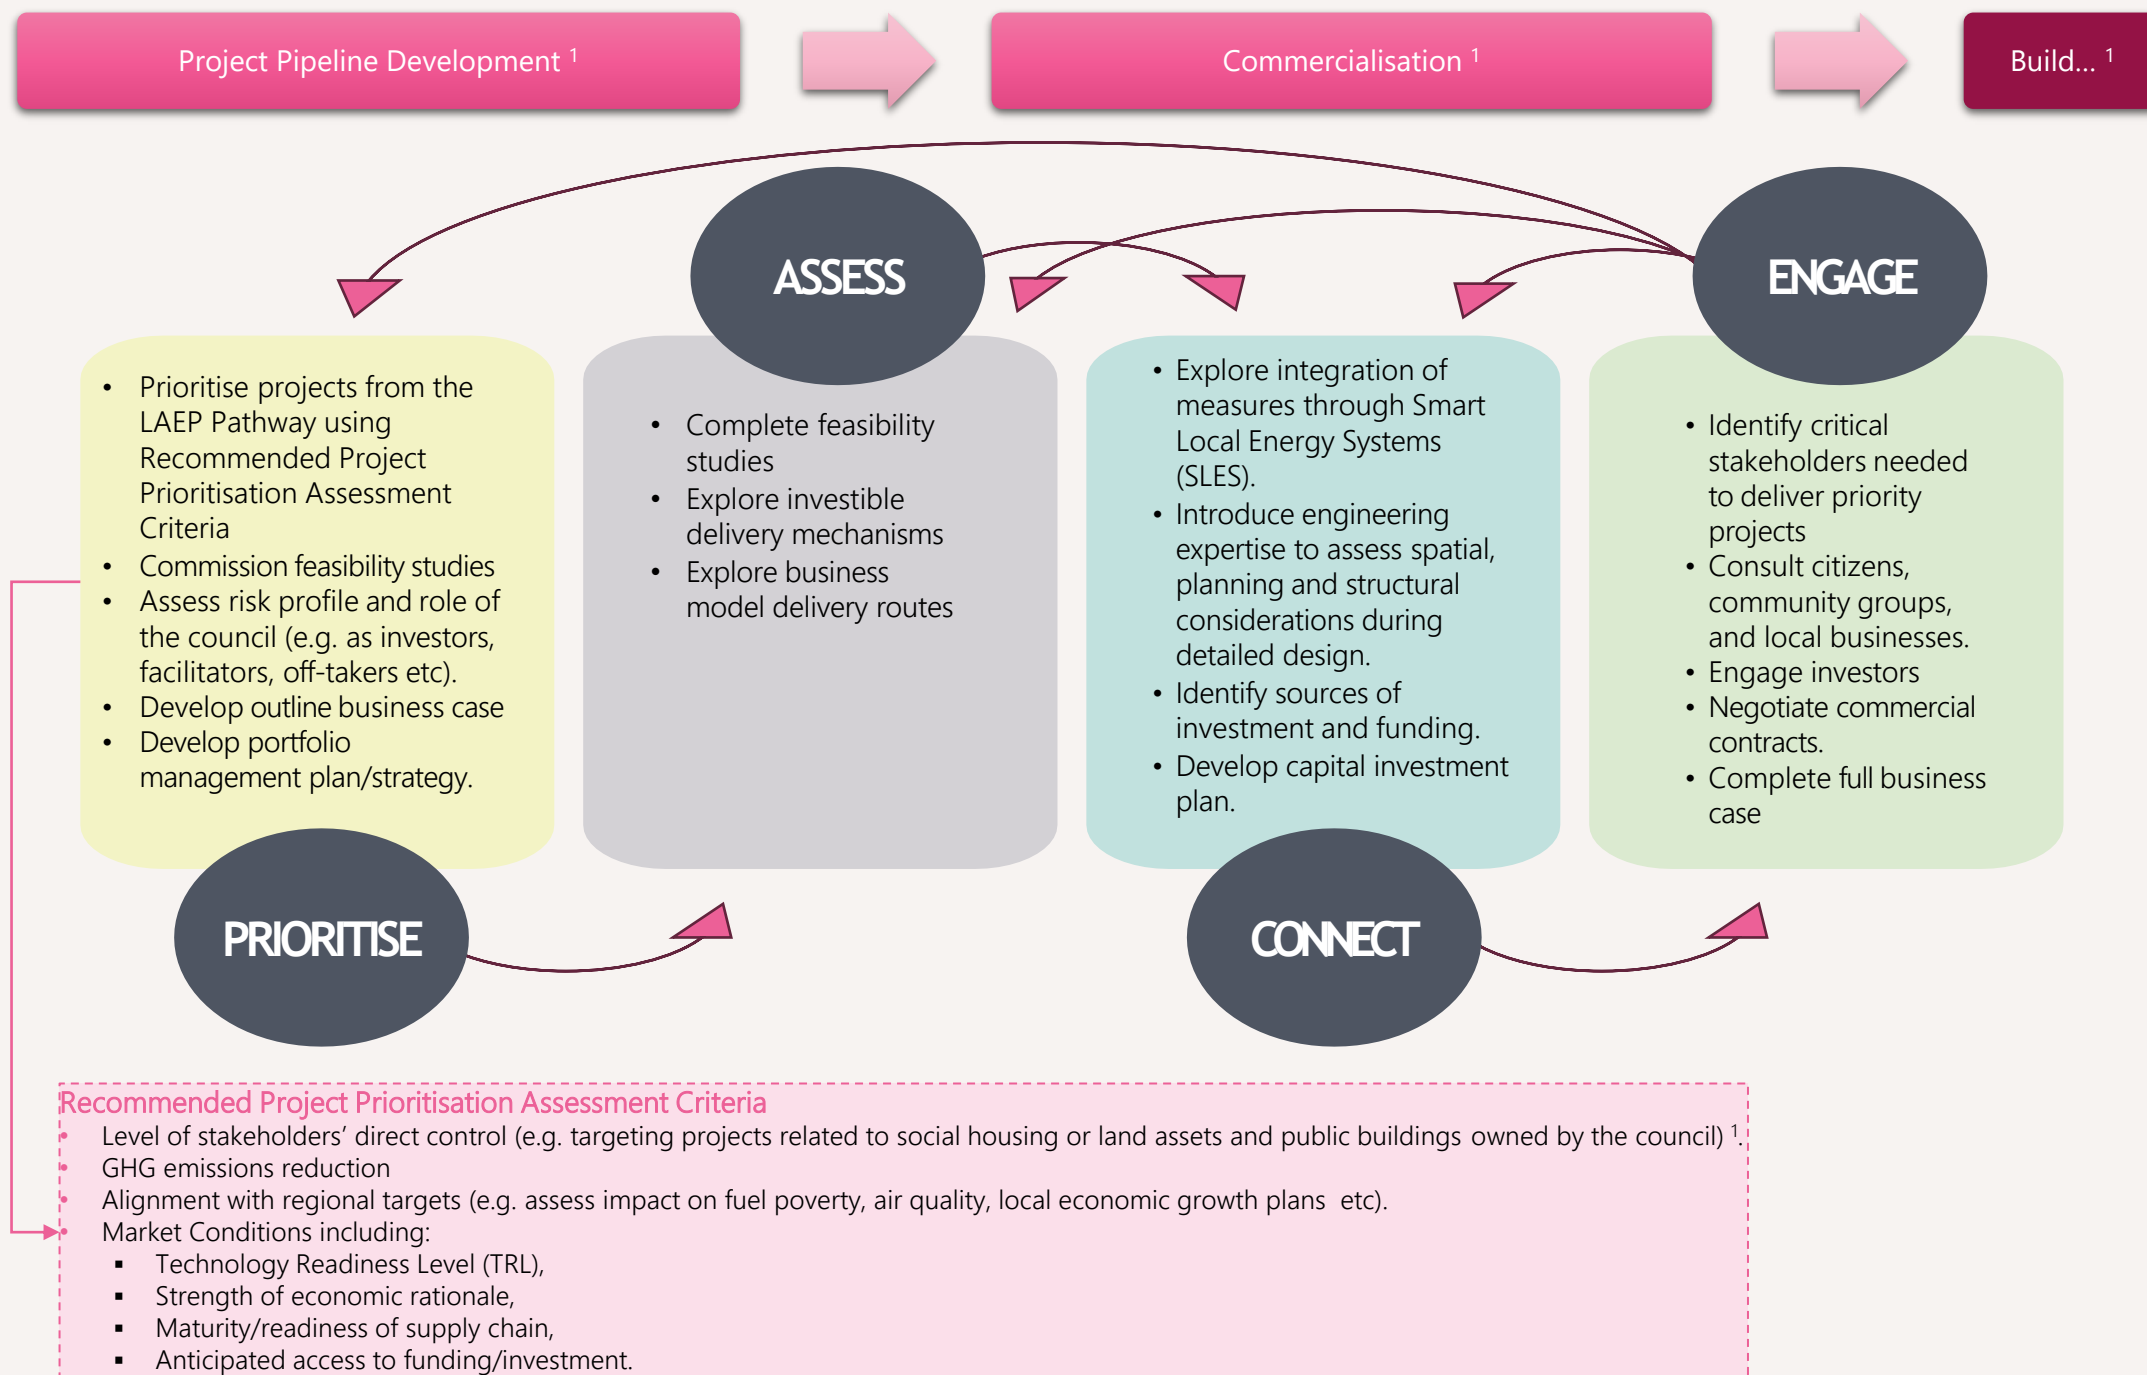 Project Pipeline Development 1
Commercialisation 1
Build... 1
ASSESS
ENGAGE
• Prioritise projects from the
LAEP Pathway using
Recommended Project
Prioritisation Assessment
Criteria
• Commission feasibility studies
• Assess risk profile and role of
the council (e.g. as investors,
facilitators, off-takers etc).
• Develop outline business case
• Develop portfolio
management plan/strategy.
• Complete feasibility
studies
• Explore investible
delivery mechanisms
• Explore business
model delivery routes
• Explore integration of
measures through Smart
Local Energy Systems
(SLES).
• Introduce engineering
expertise to assess spatial,
planning and structural
considerations during
detailed design.
• Identify sources of
investment and funding.
• Develop capital investment
plan.
• Identify critical
stakeholders needed
to deliver priority
projects
• Consult citizens,
community groups,
and local businesses.
• Engage investors
• Negotiate commercial
contracts.
• Complete full business
case
PRIORITISE
CONNECT
Recommended Project Prioritisation Assessment Criteria
• Level of stakeholders’ direct control (e.g. targeting projects related to social housing or land assets and public buildings owned by the council) 1.
• GHG emissions reduction
• Alignment with regional targets (e.g. assess impact on fuel poverty, air quality, local economic growth plans etc).
• Market Conditions including:
▪ Technology Readiness Level (TRL),
▪ Strength of economic rationale,
▪ Maturity/readiness of supply chain,
▪ Anticipated access to funding/investment.